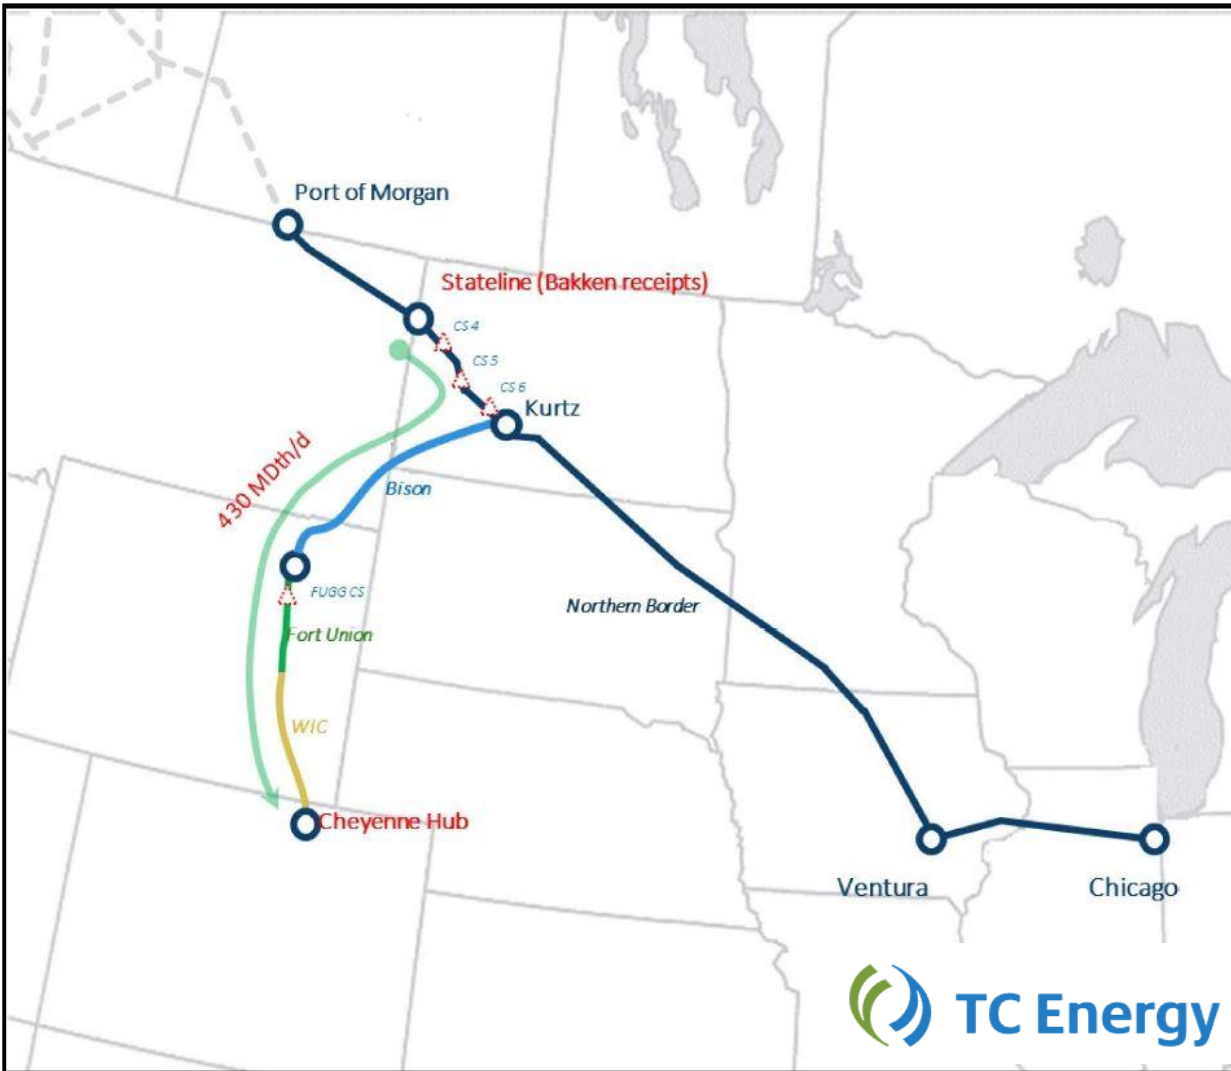 Port of Morgan
Stateline (Bakken receipts)
CS 4
CS 5
CS 6
Kurtz
430 MDth/d
Bison
FUGG CS
Northern Border
Fort Union
WIC
Cheyenne Hub
Ventura
Chicago
TC Energy